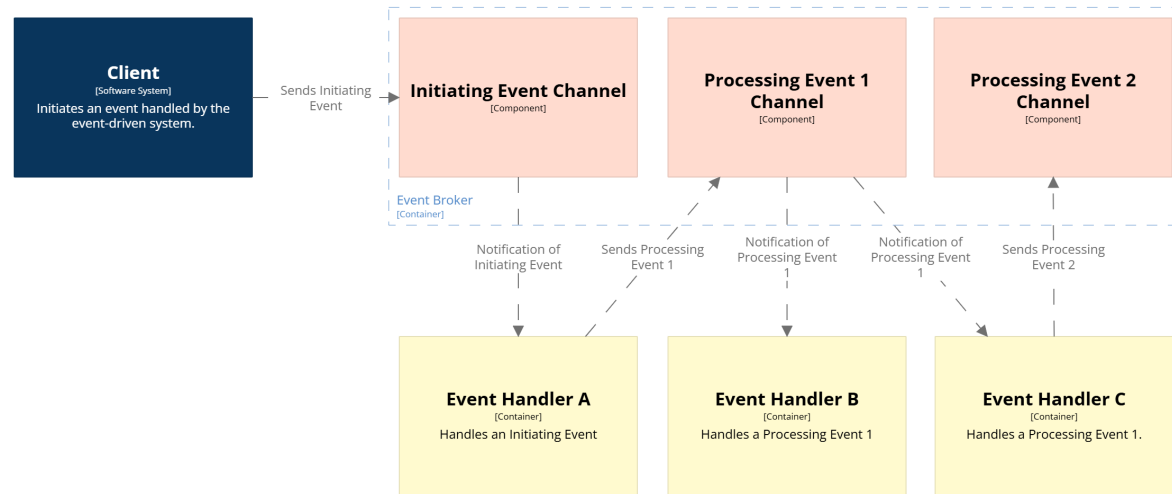 Client
[Software System]
Initiates an event handled by the
event-driven system.
Sends Initiating
Event
Initiating Event Channel
[Component]
Processing Event 1
Channel
[Component]
Processing Event 2
Channel
[Component]
Event Broker
[Container]
Notification of
Initiating Event
Sends Processing
Event 1
Notification of
Processing Event
1
Notification of
Processing Event
1
Sends Processing
Event 2
Event Handler A
[Container]
Handles an Initiating Event
Event Handler B
[Container]
Handles a Processing Event 1
Event Handler C
[Container]
Handles a Processing Event 1.